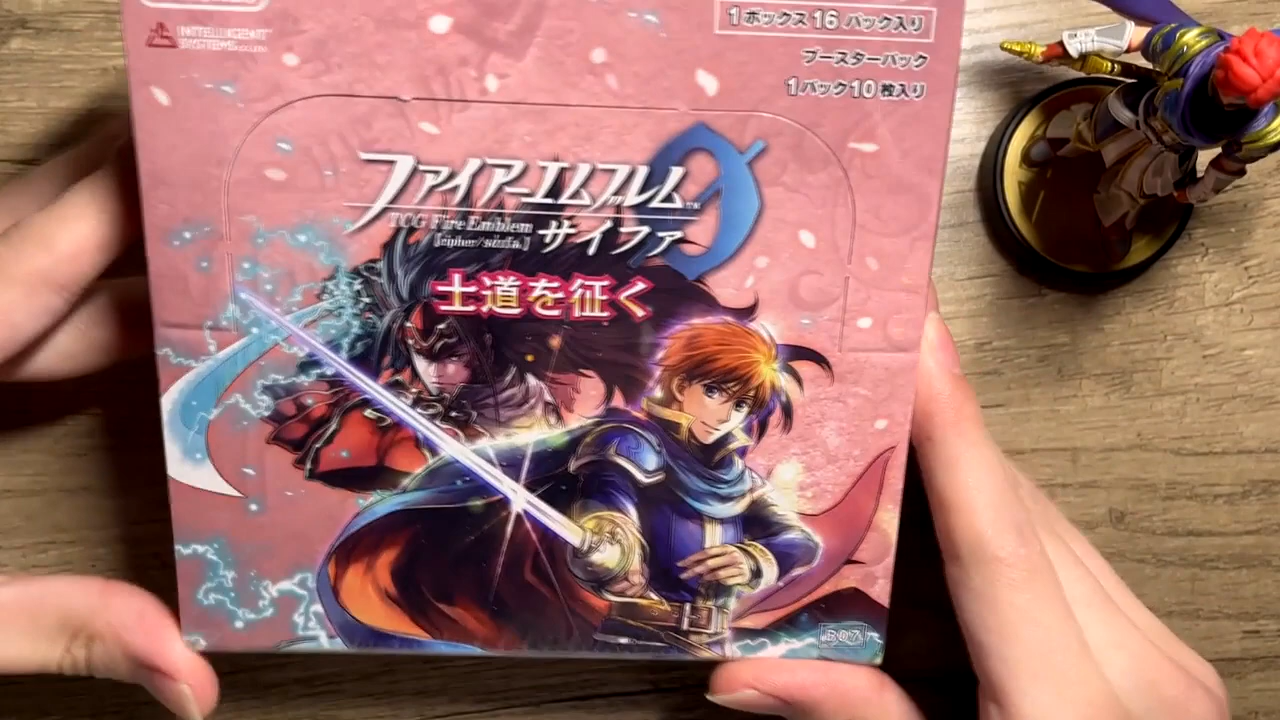 INTELLIGENT
SYSTEMS
1ボックス16パック入り
ブースターパック
1パック10枚入り
ファイアーエムブレム
TM
TCG Fire Emblem
サイファ
士道を征く
B07